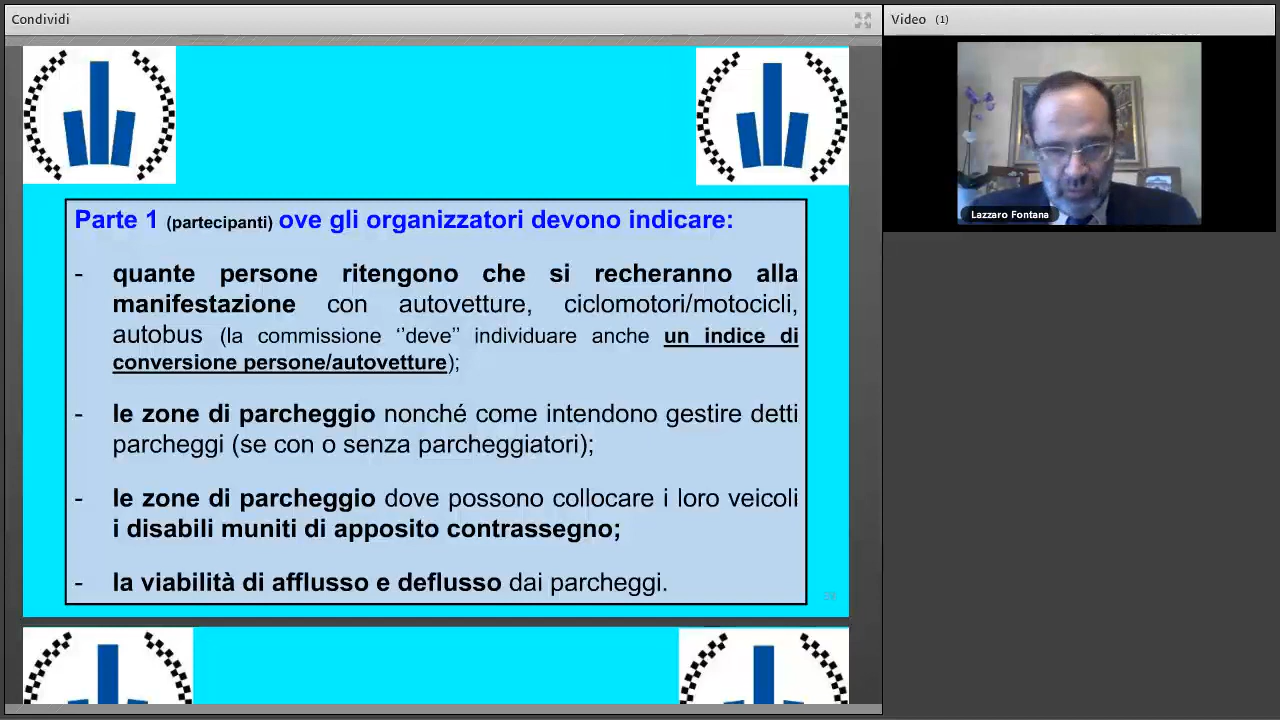 Condividi
Video (1)
Lazzaro Fontana
Parte 1 (partecipanti) ove gli organizzatori devono indicare:
- quante persone ritengono che si recheranno alla
manifestazione con autovetture, ciclomotori/motocicli,
autobus (la commissione ‘’deve’’ individuare anche un indice di
conversione persone/autovetture);
- le zone di parcheggio nonché come intendono gestire detti
parcheggi (se con o senza parcheggiatori);
- le zone di parcheggio dove possono collocare i loro veicoli
i disabili muniti di apposito contrassegno;
- la viabilità di afflusso e deflusso dai parcheggi.